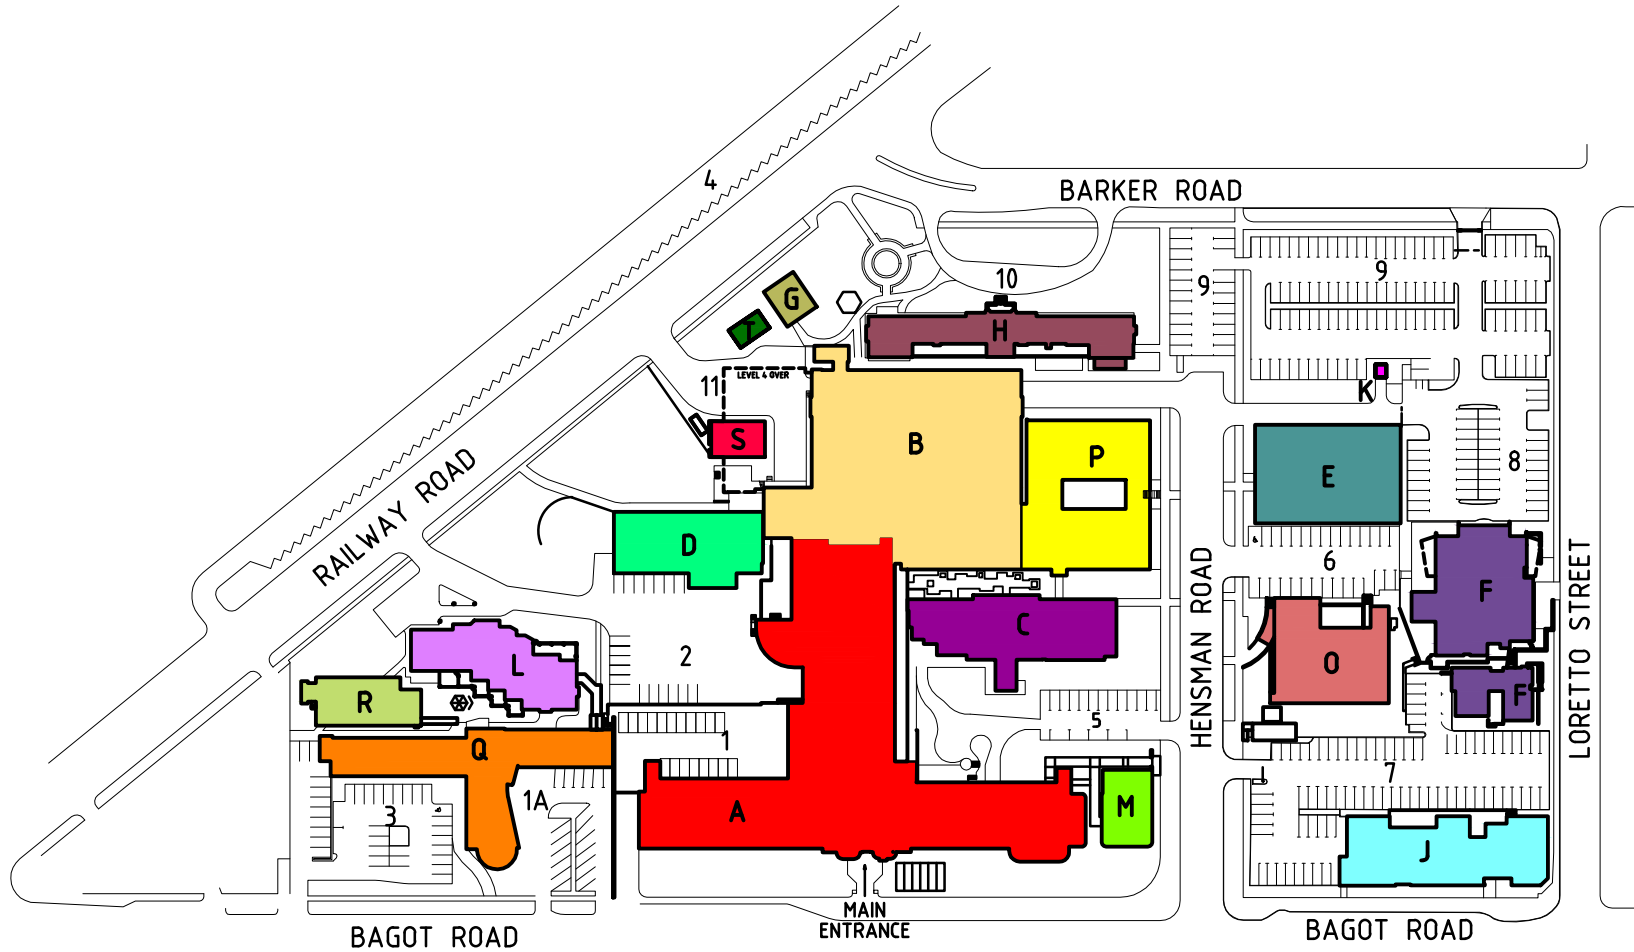 4
BARKER ROAD
10
9
9
G
T
H
LEVEL 4 OVER
11
K
S
B
P
E
8
RAILWAY ROAD
D
6
HENSMAN ROAD
LORETTO STREET
F
C
2
L
O
R
F
5
1
Q
7
1A
3
A
M
J
MAIN
ENTRANCE
BAGOT ROAD
BAGOT ROAD